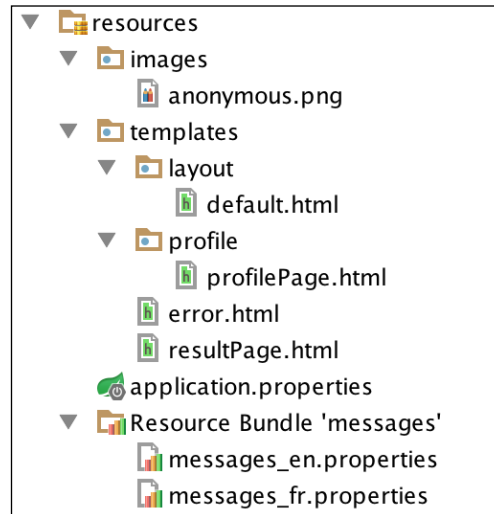 resources
images
anonymous.png
templates
layout
default.html
profile
profilePage.html
error.html
resultPage.html
application.properties
Resource Bundle 'messages'
messages_en.properties
messages_fr.properties